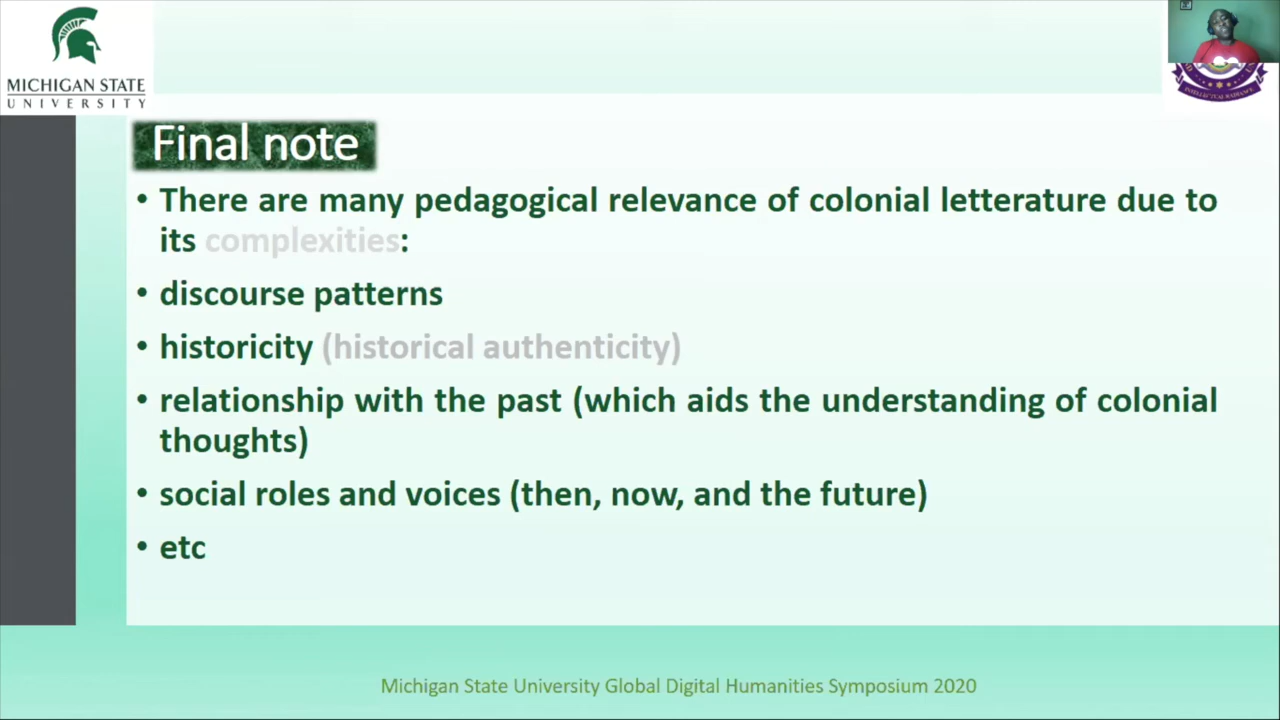 MICHIGAN STATE
UNIVERSITY
Final note
• There are many pedagogical relevance of colonial letterature due to
its complexities:
• discourse patterns
• historicity (historical authenticity)
• relationship with the past (which aids the understanding of colonial
thoughts)
• social roles and voices (then, now, and the future)
• etc
Michigan State University Global Digital Humanities Symposium 2020